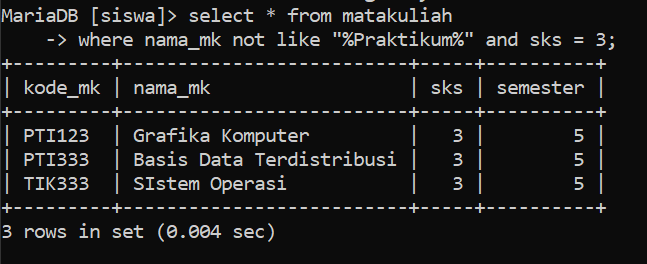 MariaDB [siswa]> select * from matakuliah
    -> where nama_mk not like "%Praktikum%" and sks = 3;
+---------+--------------------------+-----+----------+
| kode_mk | nama_mk                  | sks | semester |
+---------+--------------------------+-----+----------+
| PTI123  | Grafika Komputer         |   3 |        5 |
| PTI333  | Basis Data Terdistribusi |   3 |        5 |
| TIK333  | SIstem Operasi           |   3 |        5 |
+---------+--------------------------+-----+----------+
3 rows in set (0.004 sec)